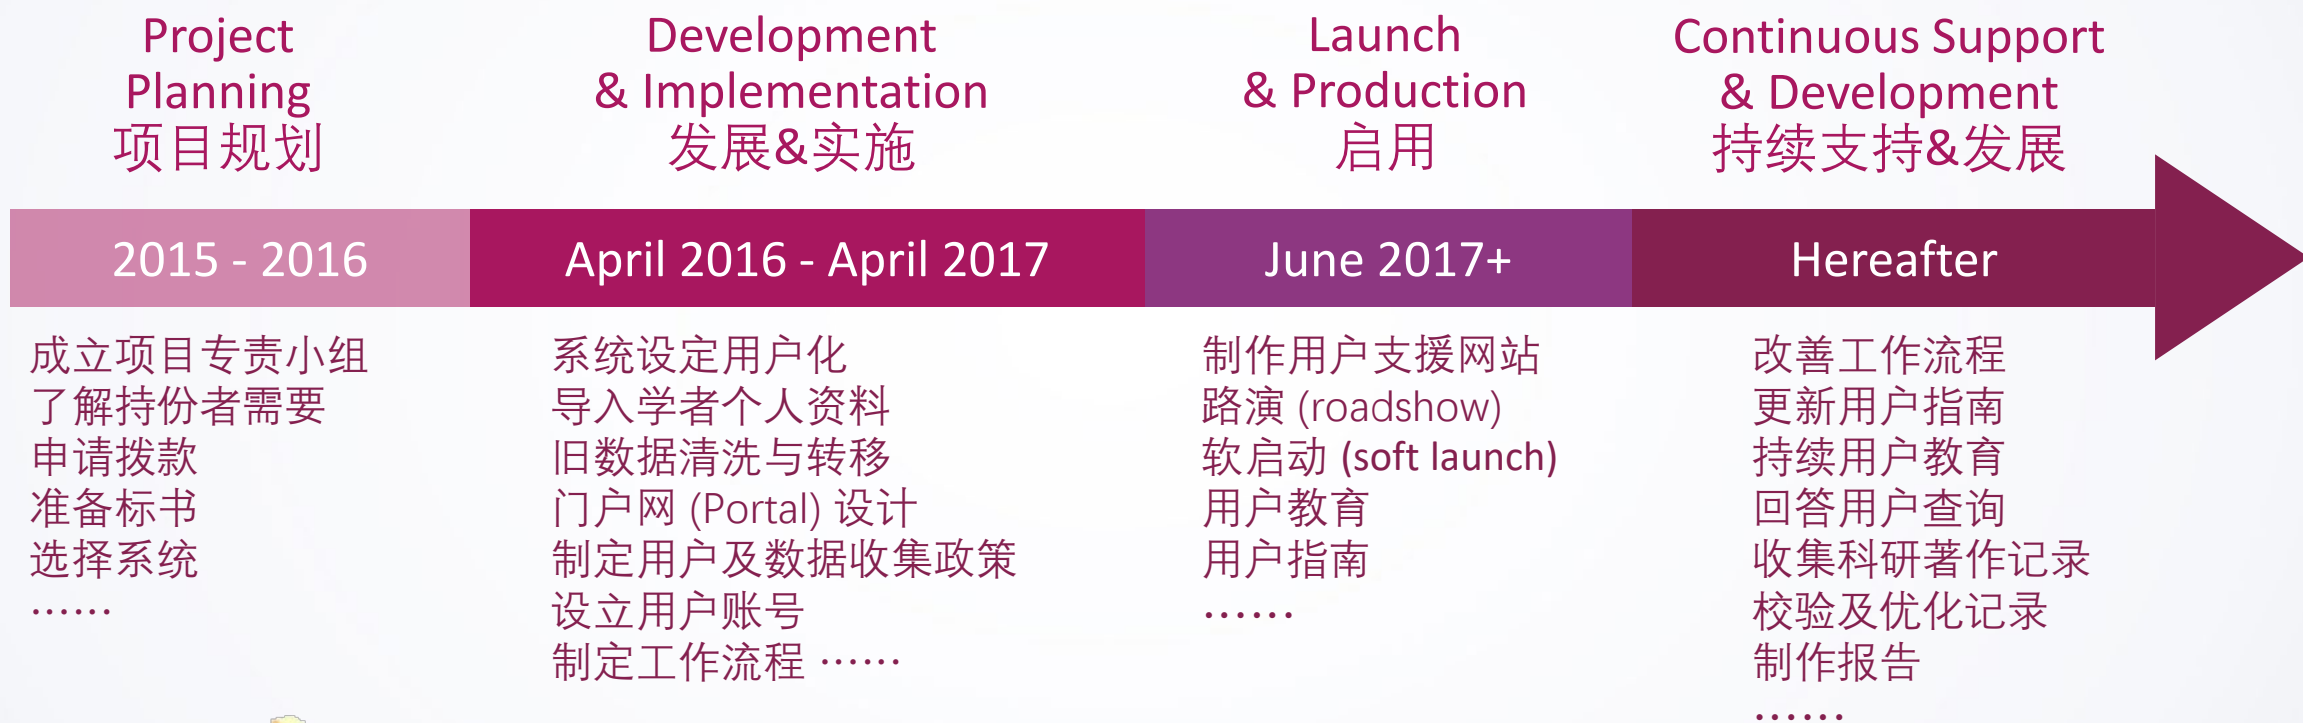 Project
Planning
项目规划
Development
& Implementation
发展&实施
Launch
& Production
启用
Continuous Support
& Development
持续支持&发展
2015 - 2016
April 2016 - April 2017
June 2017+
Hereafter
成立项目专责小组
了解持份者需要
申请拨款
准备标书
选择系统
……
系统设定用户化
导入学者个人资料
旧数据清洗与转移
门户网 (Portal) 设计
制定用户及数据收集政策
设立用户账号
制定工作流程 ……
制作用户支援网站
路演 (roadshow)
软启动 (soft launch)
用户教育
用户指南
……
改善工作流程
更新用户指南
持续用户教育
回答用户查询
收集科研著作记录
校验及优化记录
制作报告
……